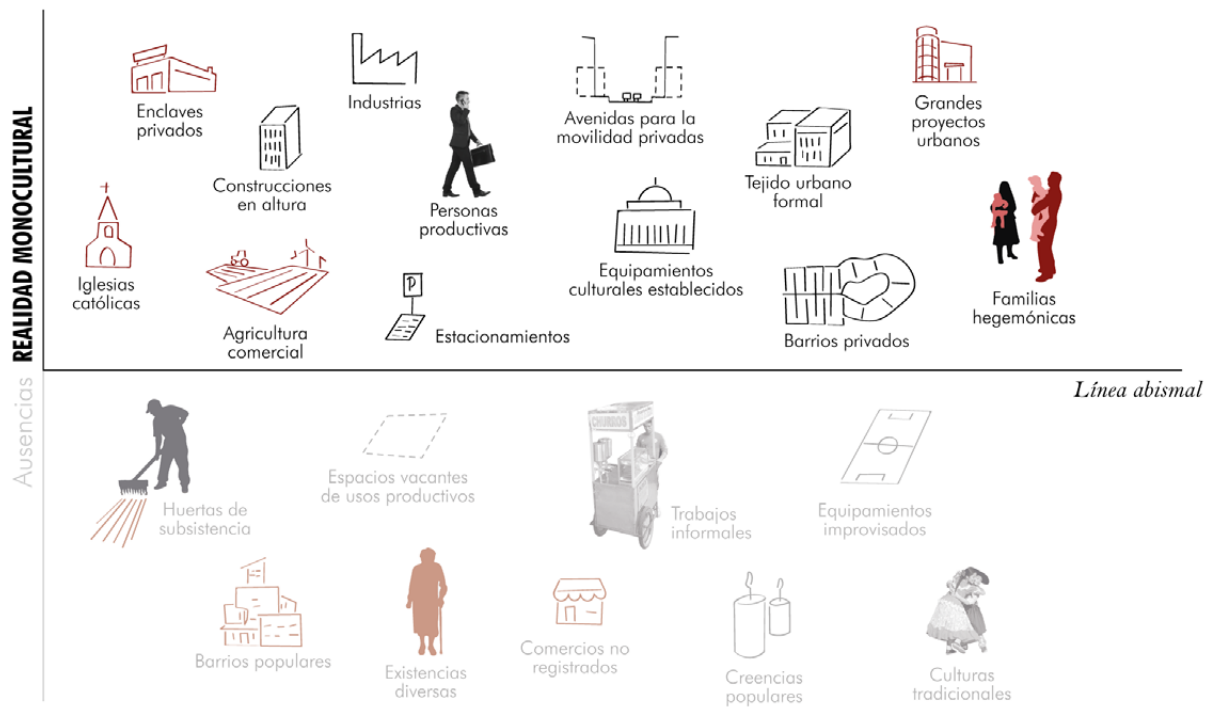 REALIDAD MONOCULTURAL
Enclaves
privados
Industrias
Avenidas para la
movilidad privadas
Grandes
proyectos
urbanos
Construcciones
en altura
Personas
productivas
Tejido urbano
formal
Iglesias
católicas
Equipamientos
culturales establecidos
Familias
hegemónicas
Agricultura
comercial
P
Estacionamientos
Barrios privados
Línea abismal
Ausencias
CHURROS
Espacios vacantes
de usos productivos
Huertas de
subsistencia
Trabajos
informales
Equipamientos
improvisados
Barrios populares
Existencias
diversas
Comercios no
registrados
Creencias
populares
Culturas
tradicionales